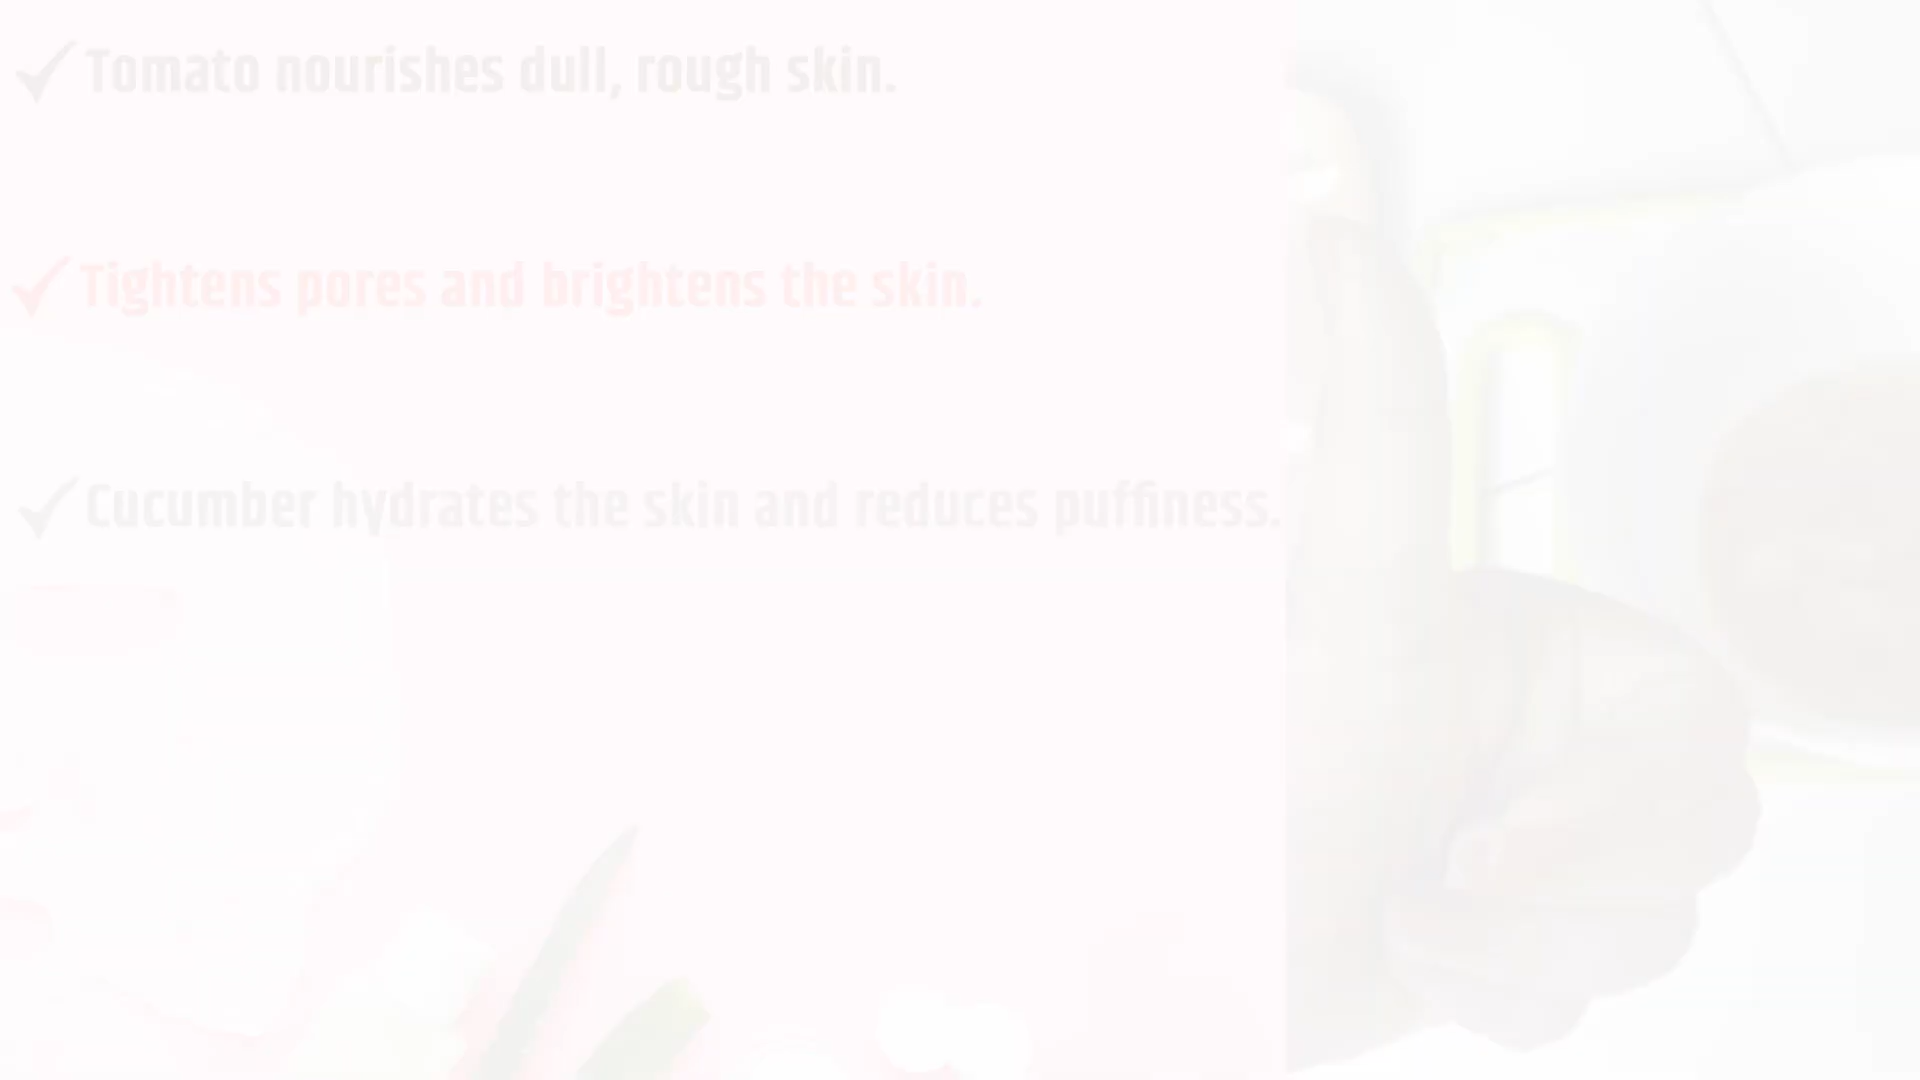 ✓Tomato nourishes dull, rough skin.
✓Tightens pores and brightens the skin.
✓Cucumber hydrates the skin and reduces puffiness.